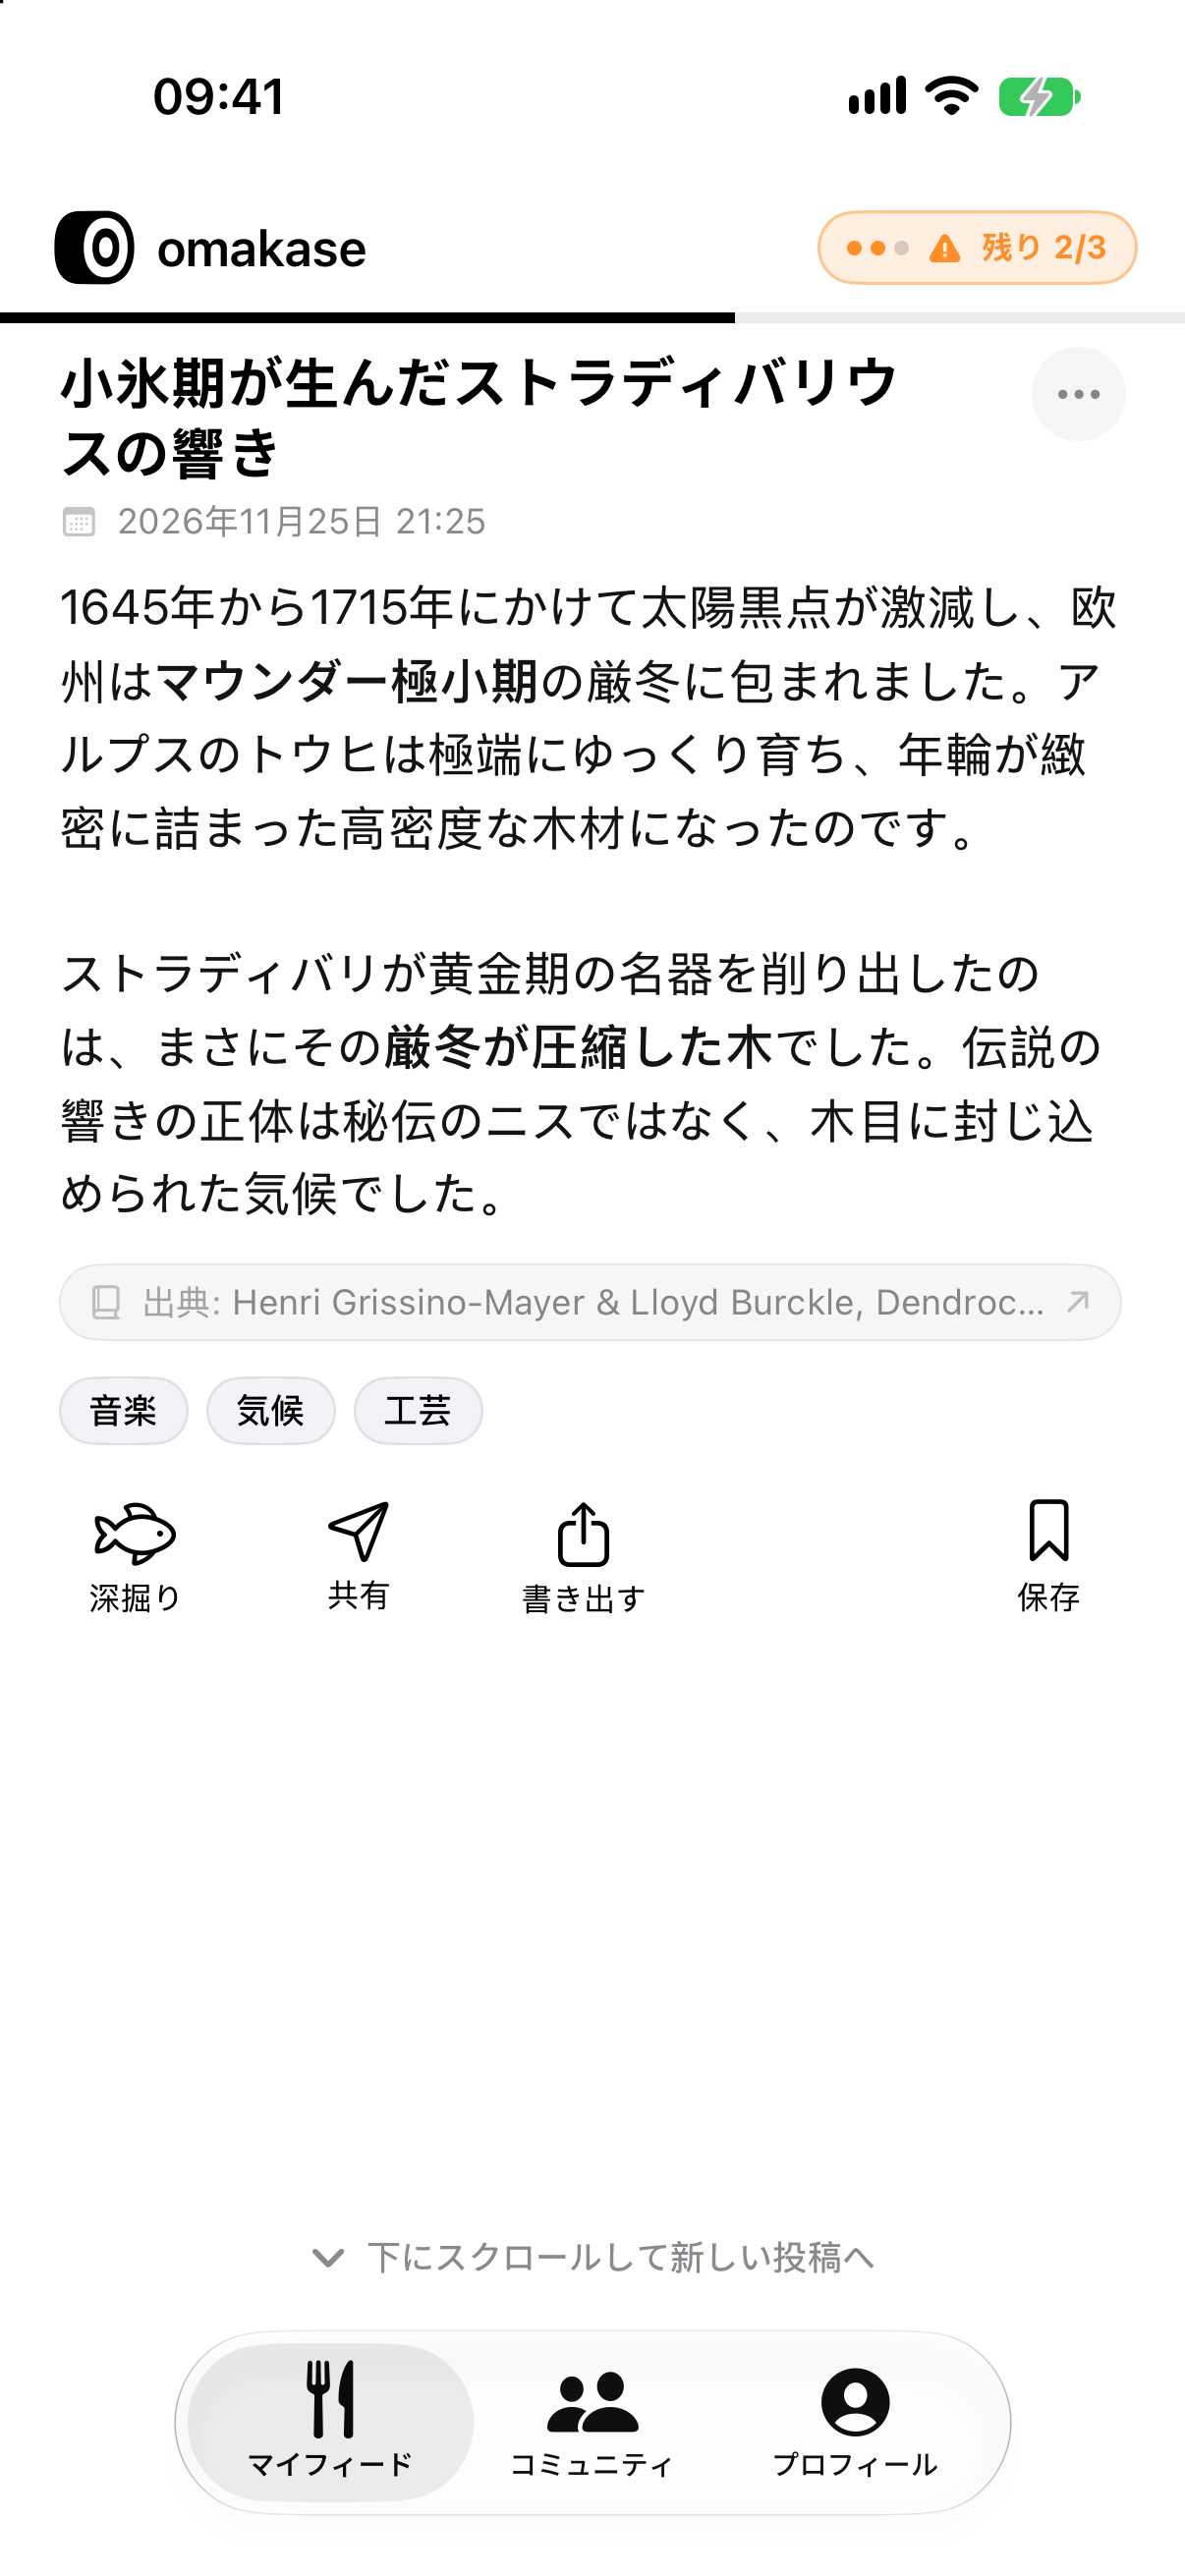 09:41
omakase
残り 2/3
小氷期が生んだストラディバリウ
スの響き
2026年11月25日 21:25
1645年から1715年にかけて太陽黒点が激減し、欧
州はマウンダー極小期の厳冬に包まれました。ア
ルプスのトウヒは極端にゆっくり育ち、年輪が緻
密に詰まった高密度な木材になったのです。
ストラディバリが黄金期の名器を削り出したの
は、まさにその厳冬が圧縮した木でした。伝説の
響きの正体は秘伝のニスではなく、木目に封じ込
められた気候でした。
出典: Henri Grissino-Mayer & Lloyd Burckle, Dendroc...
音楽 気候 工芸
深掘り 共有 書き出す 保存
下にスクロールして新しい投稿へ
マイフィード コミュニティ プロフィール